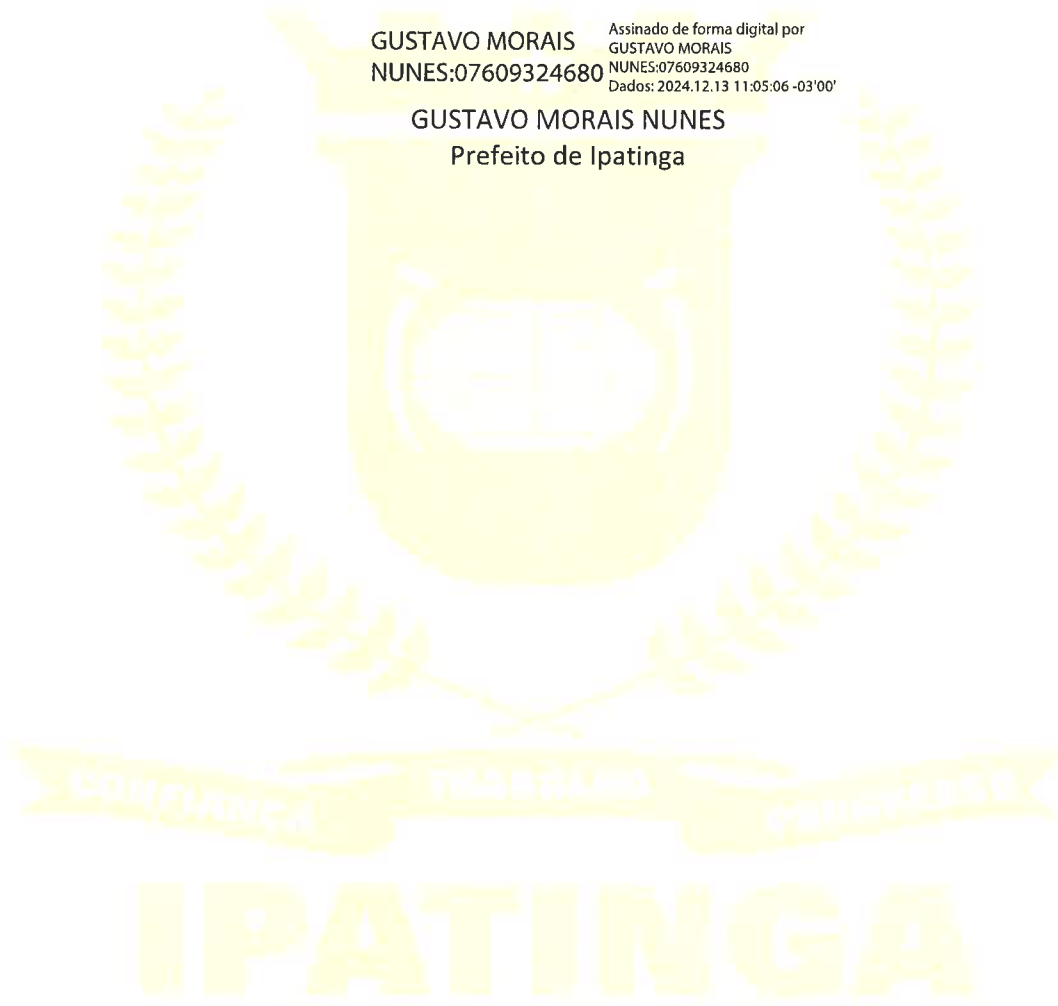 GUSTAVO MORAIS
NUNES:07609324680
Assinado de forma digital por
GUSTAVO MORAIS
NUNES:07609324680
Dados: 2024.12.13 11:05:06 -03'00'
GUSTAVO MORAIS NUNES
Prefeito de Ipatinga
CONFIANÇA
TRABALHO
PROGRESSO
IPATINGA